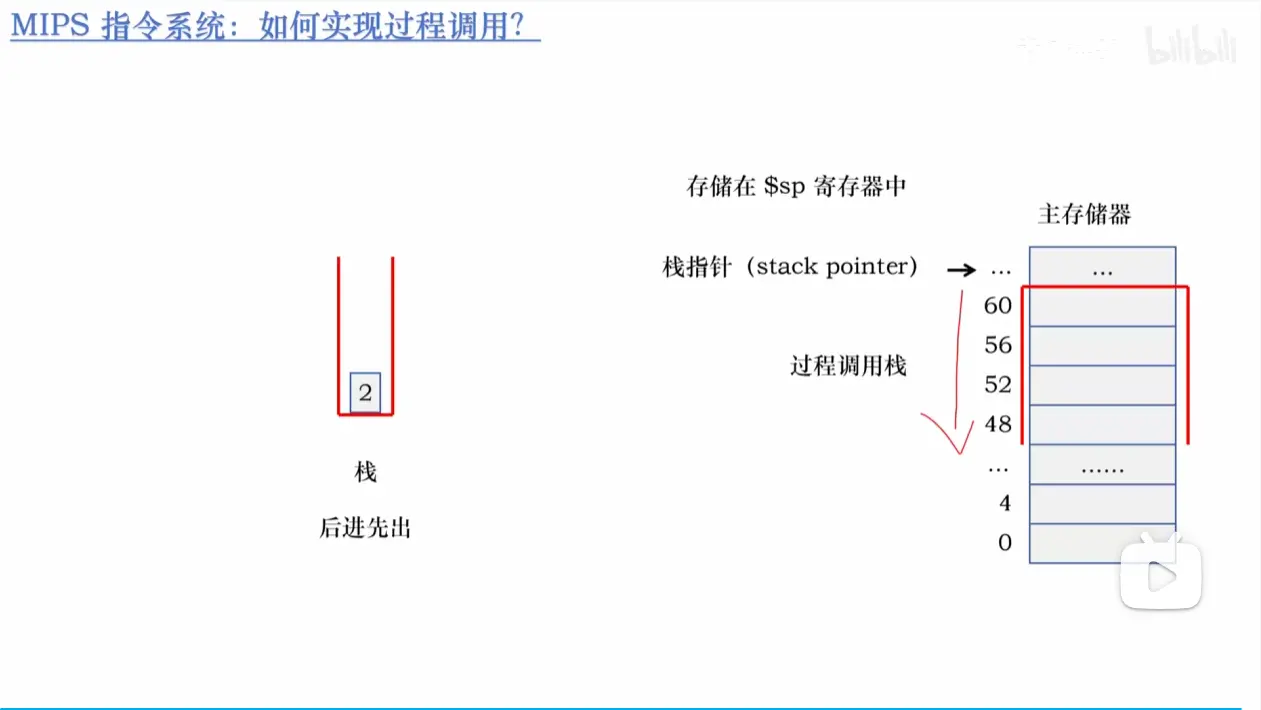 MIPS 指令系统：如何实现过程调用？
bilibili
存储在 $sp 寄存器中
主存储器
栈指针（stack pointer）
... ...
60
56
过程调用栈
52
48
... ......
4
0
2
栈
后进先出